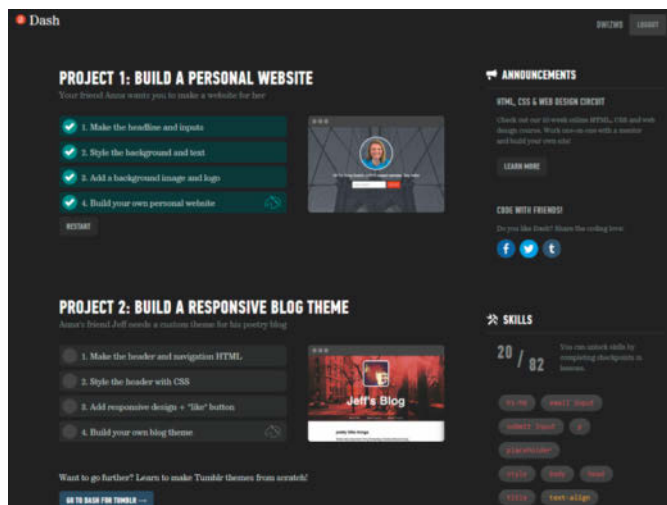 Dash
DWIZMS
LOGOUT
PROJECT 1: BUILD A PERSONAL WEBSITE
Your friend Anna wants you to make a website for her
1. Make the headline and inputs
2. Style the background and text
3. Add a background image and logo
4. Build your own personal website
RESTART
ANNOUNCEMENTS
HTML, CSS & WEB DESIGN CIRCUIT
Check out our 10-week online HTML, CSS and web
design course. Work one-on-one with a mentor
and build your own site!
LEARN MORE
CODE WITH FRIENDS!
Do you like Dash? Share the coding love:
PROJECT 2: BUILD A RESPONSIVE BLOG THEME
Anna's friend Jeff needs a custom theme for his poetry blog
1. Make the header and navigation HTML
2. Style the header with CSS
3. Add responsive design + "like" button
4. Build your own blog theme
Jeff's Blog
pretty little things
Want to go further? Learn to make Tumblr themes from scratch!
GO TO DASH FOR TUMBLR →
SKILLS
20 / 82
You can unlock skills by
completing checkpoints in
lessons.
h1-h6 email input
submit input p
placeholder
style body head
title text-align